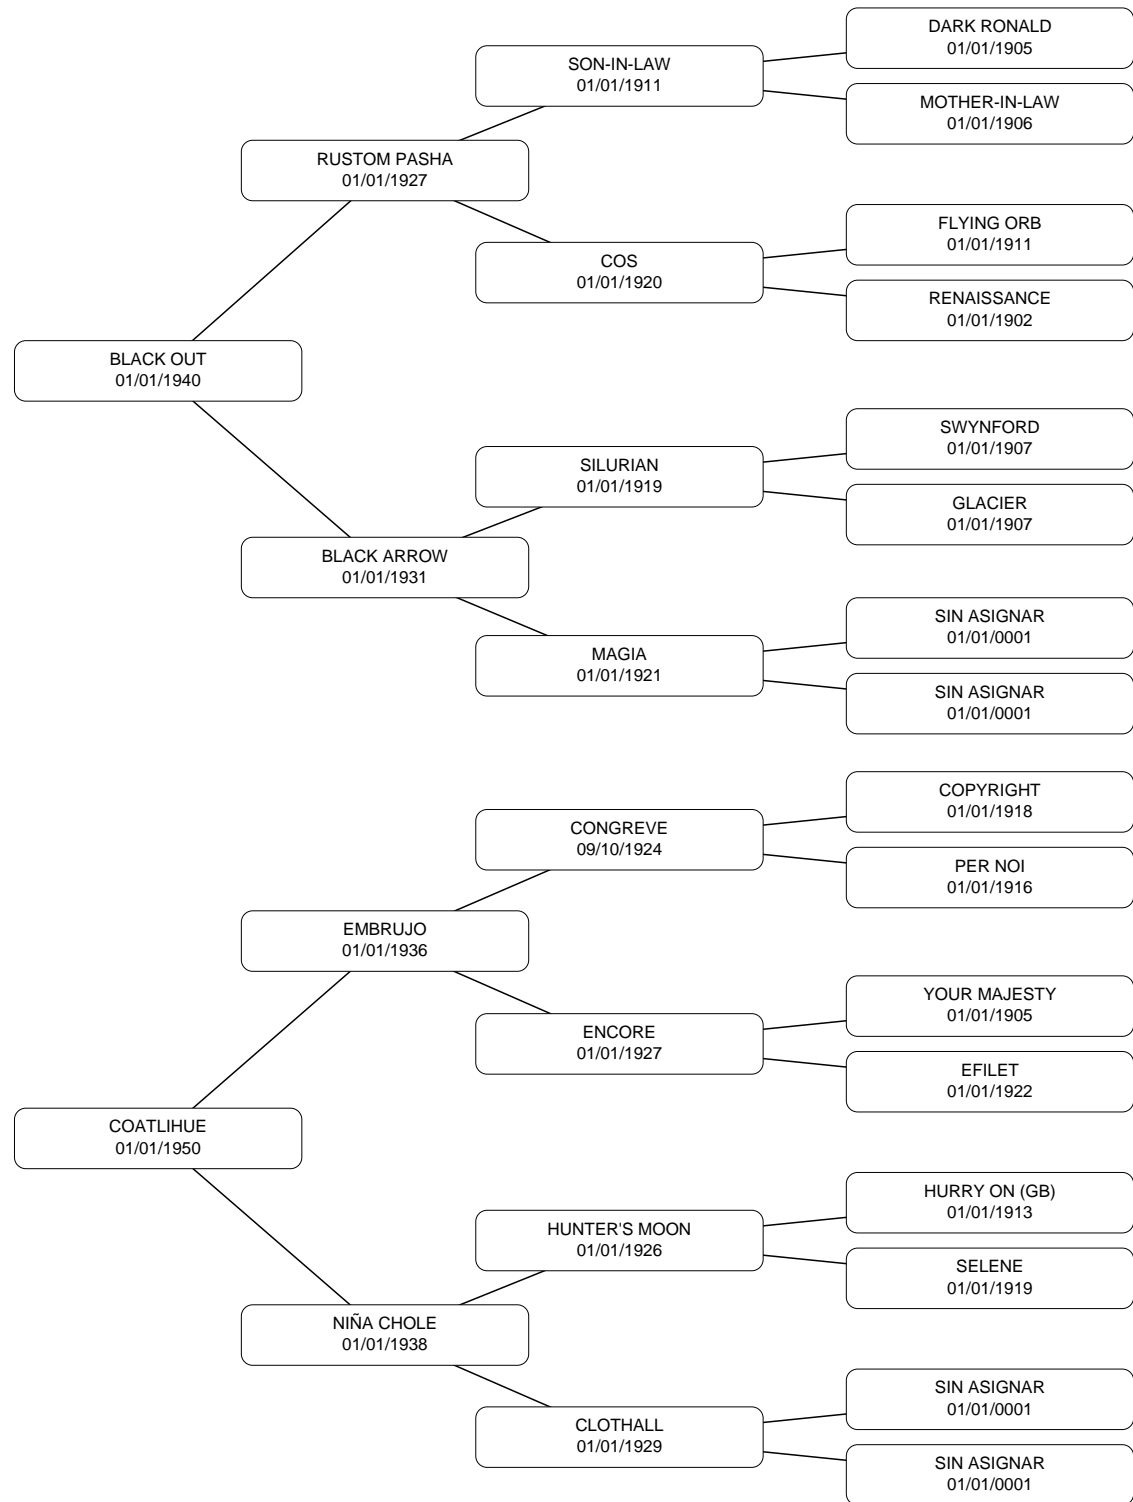 DARK RONALD
01/01/1905
SON-IN-LAW
01/01/1911
MOTHER-IN-LAW
01/01/1906
RUSTOM PASHA
01/01/1927
FLYING ORB
01/01/1911
COS
01/01/1920
RENAISSANCE
01/01/1902
BLACK OUT
01/01/1940
SWYNFORD
01/01/1907
SILURIAN
01/01/1919
GLACIER
01/01/1907
BLACK ARROW
01/01/1931
SIN ASIGNAR
01/01/0001
MAGIA
01/01/1921
SIN ASIGNAR
01/01/0001
COPYRIGHT
01/01/1918
CONGREVE
09/10/1924
PER NOI
01/01/1916
EMBRUJO
01/01/1936
YOUR MAJESTY
01/01/1905
ENCORE
01/01/1927
EFILET
01/01/1922
COATLIHUE
01/01/1950
HURRY ON (GB)
01/01/1913
HUNTER'S MOON
01/01/1926
SELENE
01/01/1919
NIÑA CHOLE
01/01/1938
SIN ASIGNAR
01/01/0001
CLOTHALL
01/01/1929
SIN ASIGNAR
01/01/0001